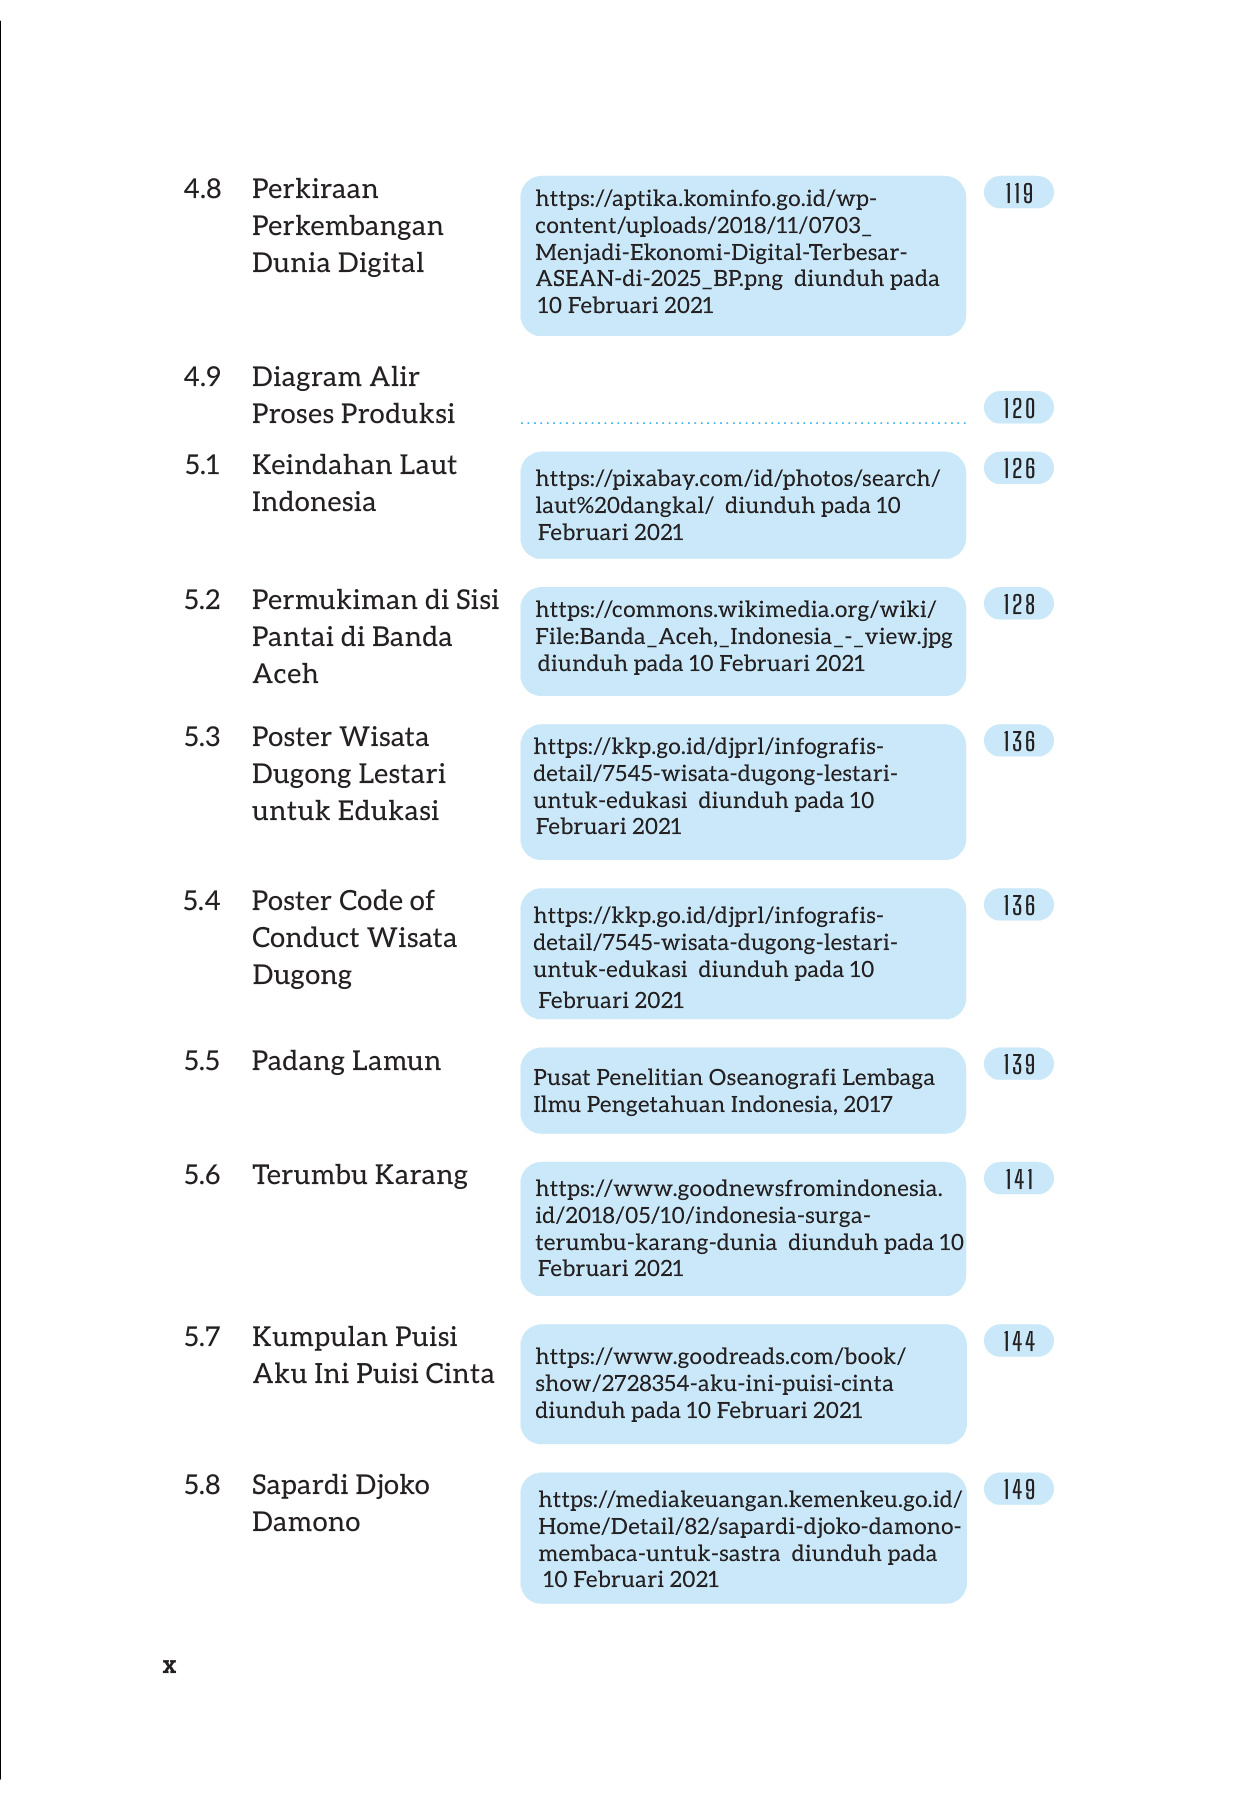 4.8 Perkiraan
Perkembangan
Dunia Digital
https://aptika.kominfo.go.id/wp-
content/uploads/2018/11/0703_
Menjadi-Ekonomi-Digital-Terbesar-
ASEAN-di-2025_BP.png diunduh pada
10 Februari 2021
119
4.9 Diagram Alir
Proses Produksi
120
5.1 Keindahan Laut
Indonesia
https://pixabay.com/id/photos/search/
laut%20dangkal/ diunduh pada 10
Februari 2021
126
5.2 Permukiman di Sisi
Pantai di Banda
Aceh
https://commons.wikimedia.org/wiki/
File:Banda_Aceh,_Indonesia_-_view.jpg
diunduh pada 10 Februari 2021
128
5.3 Poster Wisata
Dugong Lestari
untuk Edukasi
https://kkp.go.id/djprl/infografis-
detail/7545-wisata-dugong-lestari-
untuk-edukasi diunduh pada 10
Februari 2021
136
5.4 Poster Code of
Conduct Wisata
Dugong
https://kkp.go.id/djprl/infografis-
detail/7545-wisata-dugong-lestari-
untuk-edukasi diunduh pada 10
Februari 2021
136
5.5 Padang Lamun
Pusat Penelitian Oseanografi Lembaga
Ilmu Pengetahuan Indonesia, 2017
139
5.6 Terumbu Karang
https://www.goodnewsfromindonesia.
id/2018/05/10/indonesia-surga-
terumbu-karang-dunia diunduh pada 10
Februari 2021
141
5.7 Kumpulan Puisi
Aku Ini Puisi Cinta
https://www.goodreads.com/book/
show/2728354-aku-ini-puisi-cinta
diunduh pada 10 Februari 2021
144
5.8 Sapardi Djoko
Damono
https://mediakeuangan.kemenkeu.go.id/
Home/Detail/82/sapardi-djoko-damono-
membaca-untuk-sastra diunduh pada
10 Februari 2021
149
x